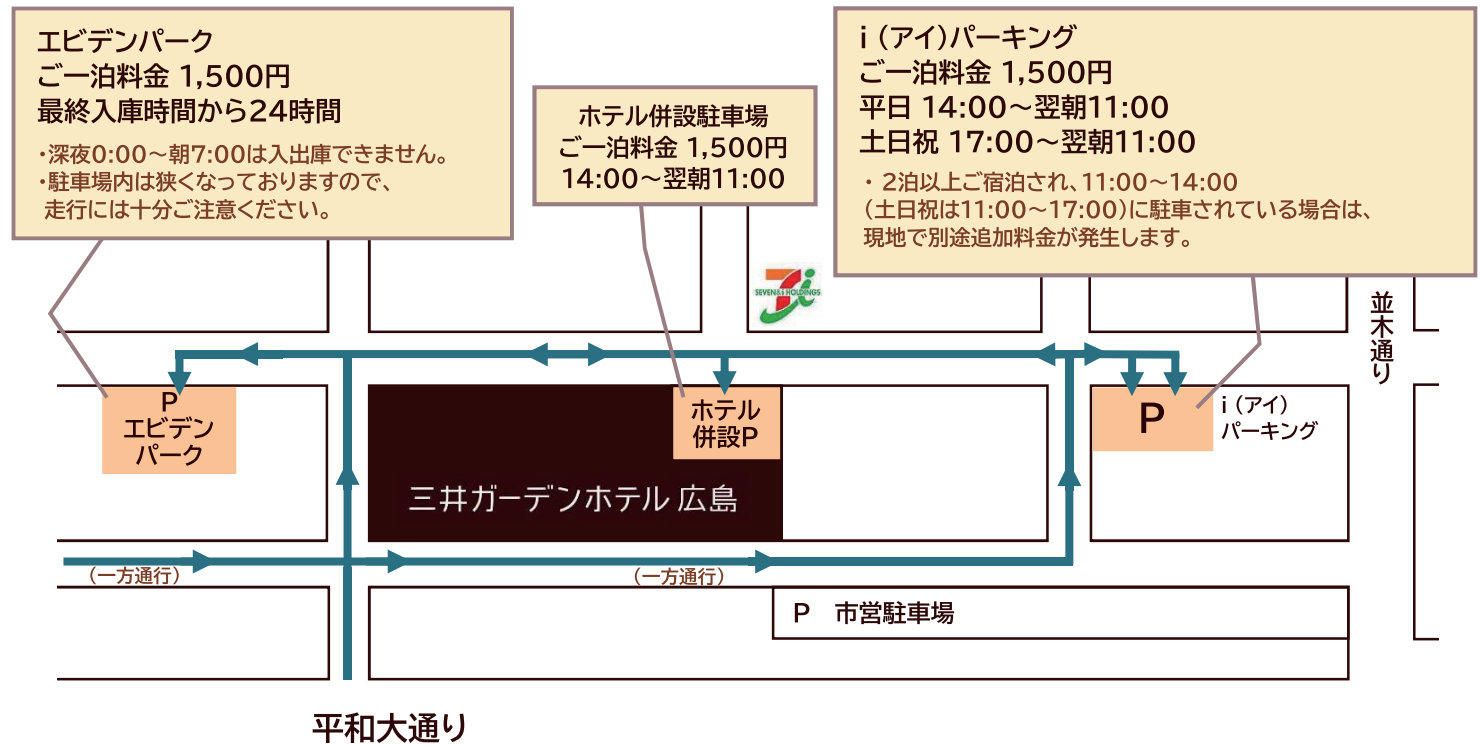 エビデンパーク
ご一泊料金 1,500円
最終入庫時間から24時間
・深夜0:00～朝7:00は入出庫できません。
・駐車場内は狭くなっておりますので、
走行には十分ご注意ください。
ホテル併設駐車場
ご一泊料金 1,500円
14:00～翌朝11:00
i（アイ）パーキング
ご一泊料金 1,500円
平日 14:00～翌朝11:00
土日祝 17:00～翌朝11:00
・ 2泊以上ご宿泊され、11:00～14:00
（土日祝は11:00～17:00）に駐車されている場合は、
現地で別途追加料金が発生します。
SEVEN & i HOLDINGS
並木通り
P
エビデン
パーク
ホテル
併設P
P
i（アイ）
パーキング
三井ガーデンホテル 広島
（一方通行）
（一方通行）
P 市営駐車場
平和大通り